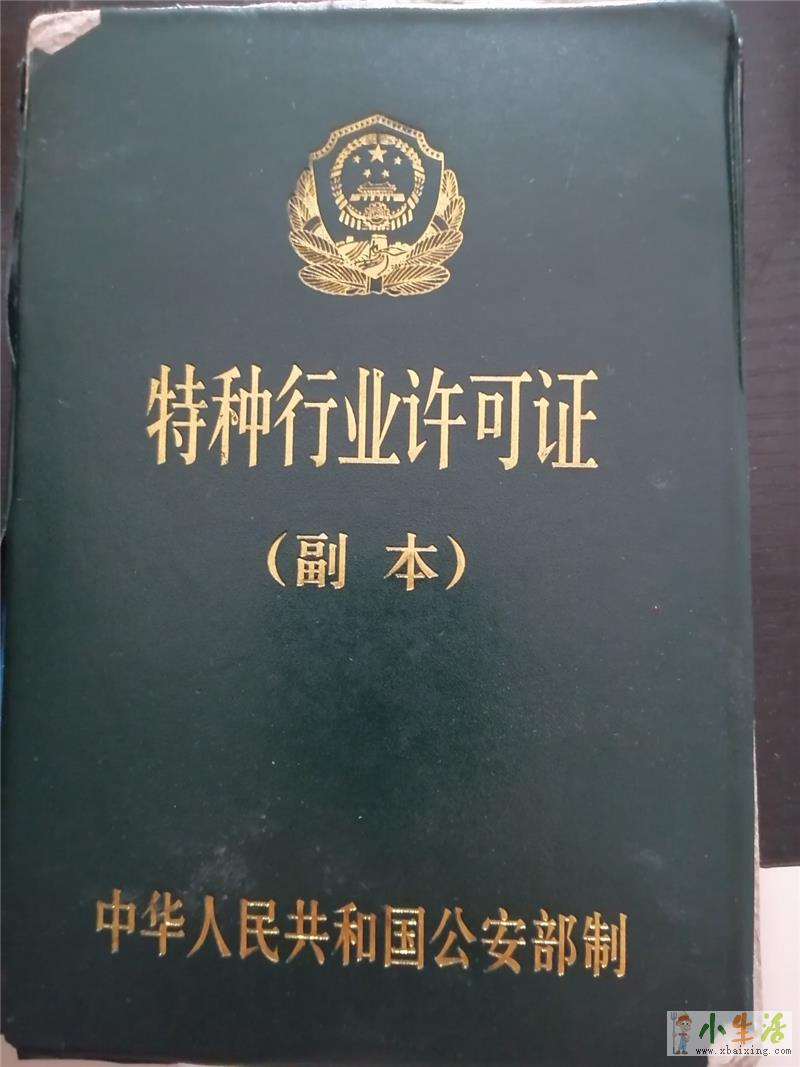 特种行业许可证
（副 本）
中华人民共和国公安部制
小生活
www.xbaixing.com